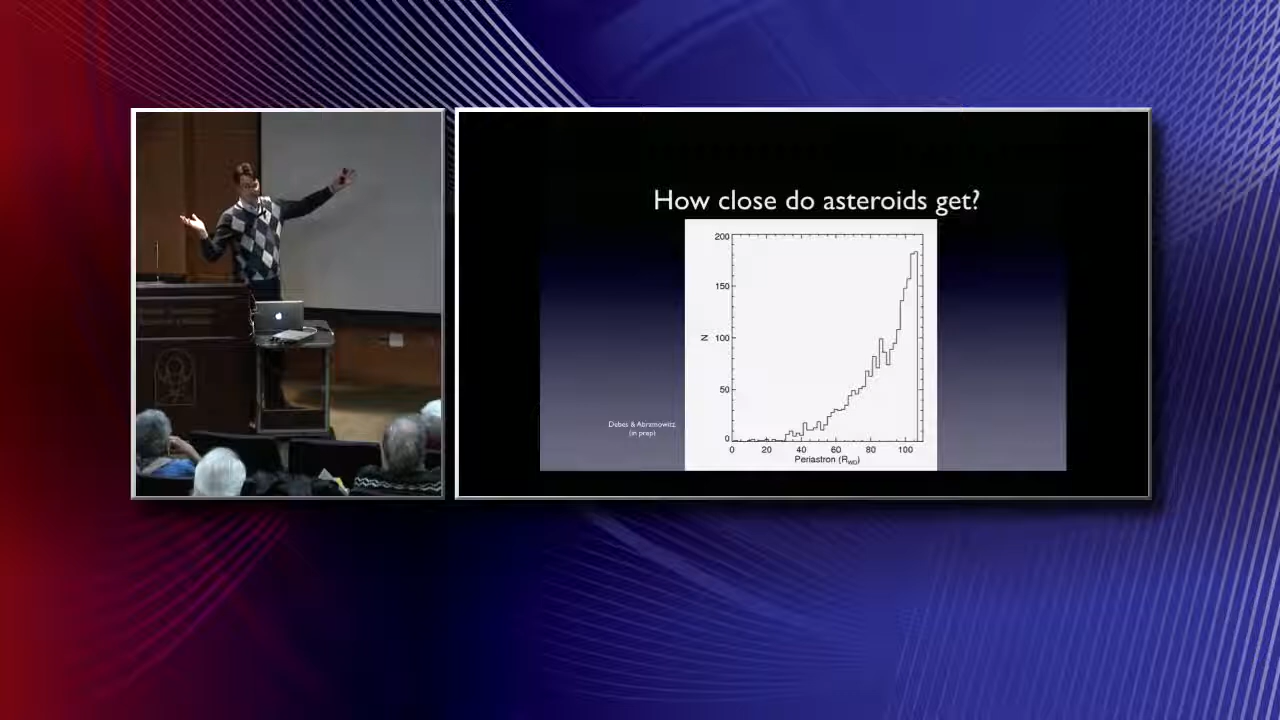 How close do asteroids get?
200
150
N
100
50
0
0 20 40 60 80 100
Periastron (RWD)
Debes & Abramowitz
(in prep)